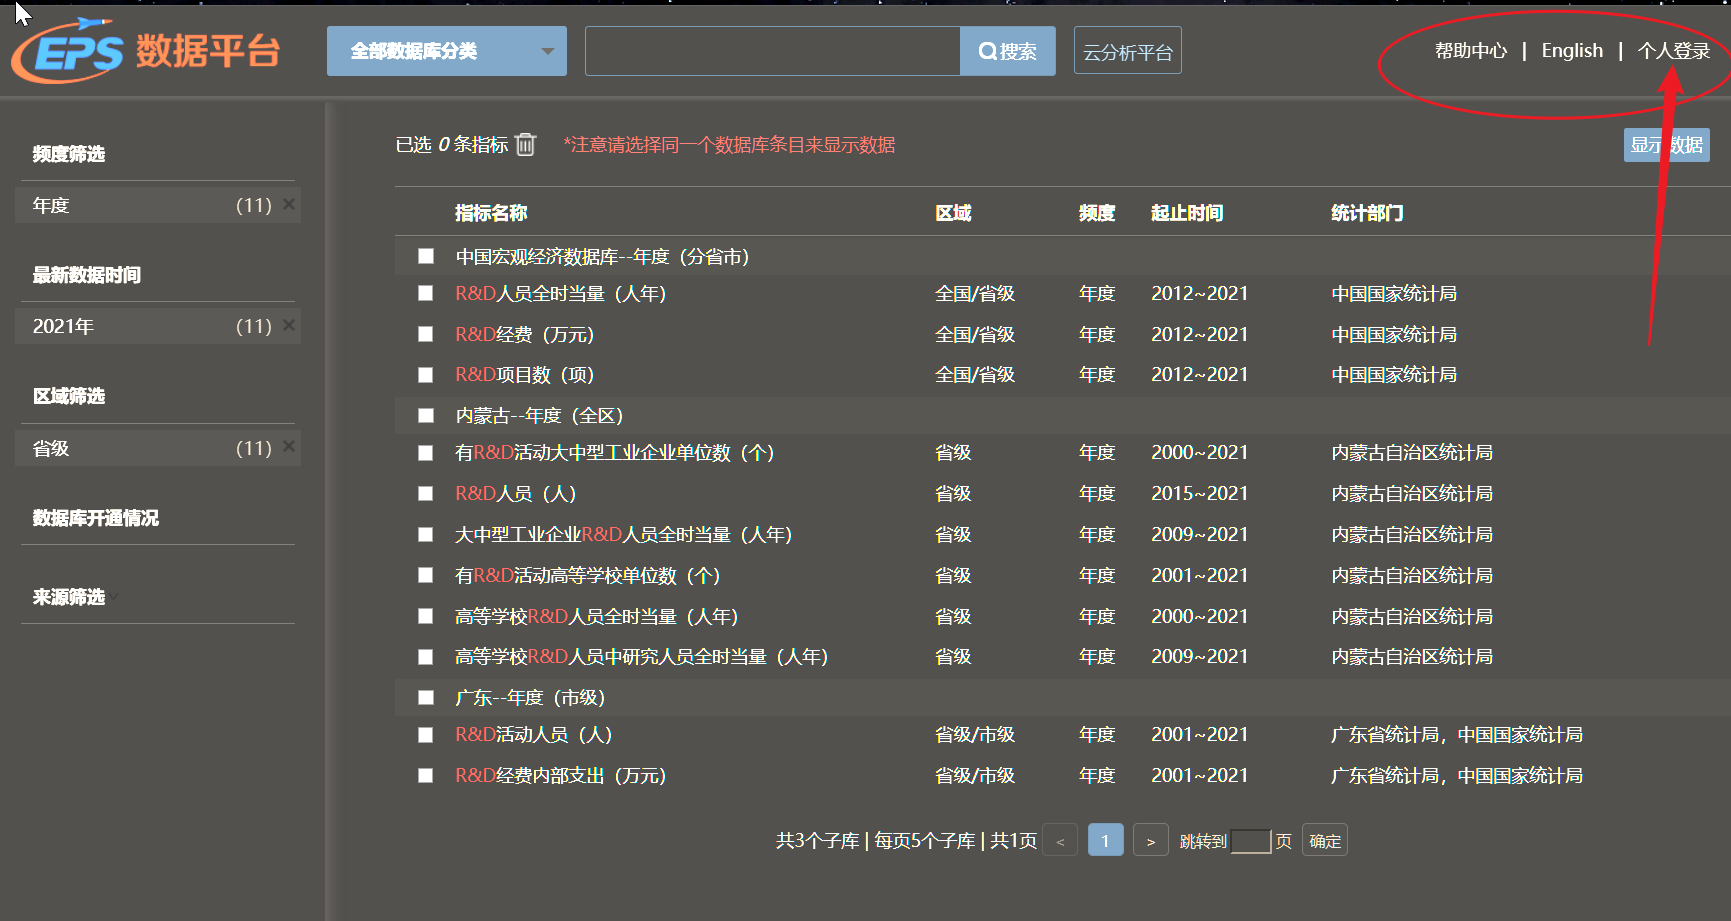 EPS 数据平台
全部数据库分类
搜索
云分析平台
帮助中心 | English | 个人登录
频度筛选
年度 (11) ×
最新数据时间
2021年 (11) ×
区域筛选
省级 (11) ×
数据库开通情况
来源筛选
已选 0 条指标
*注意请选择同一个数据库条目来显示数据
显示数据
指标名称 区域 频度 起止时间 统计部门
中国宏观经济数据库--年度（分省市）
R&D人员全时当量（人年） 全国/省级 年度 2012~2021 中国国家统计局
R&D经费（万元） 全国/省级 年度 2012~2021 中国国家统计局
R&D项目数（项） 全国/省级 年度 2012~2021 中国国家统计局
内蒙古--年度（全区）
有R&D活动大中型工业企业单位数（个） 省级 年度 2000~2021 内蒙古自治区统计局
R&D人员（人） 省级 年度 2015~2021 内蒙古自治区统计局
大中型工业企业R&D人员全时当量（人年） 省级 年度 2009~2021 内蒙古自治区统计局
有R&D活动高等学校单位数（个） 省级 年度 2001~2021 内蒙古自治区统计局
高等学校R&D人员全时当量（人年） 省级 年度 2000~2021 内蒙古自治区统计局
高等学校R&D人员中研究人员全时当量（人年） 省级 年度 2009~2021 内蒙古自治区统计局
广东--年度（市级）
R&D活动人员（人） 省级/市级 年度 2001~2021 广东省统计局，中国国家统计局
R&D经费内部支出（万元） 省级/市级 年度 2001~2021 广东省统计局，中国国家统计局
共3个子库 | 每页5个子库 | 共1页 < 1 > 跳转到 页 确定